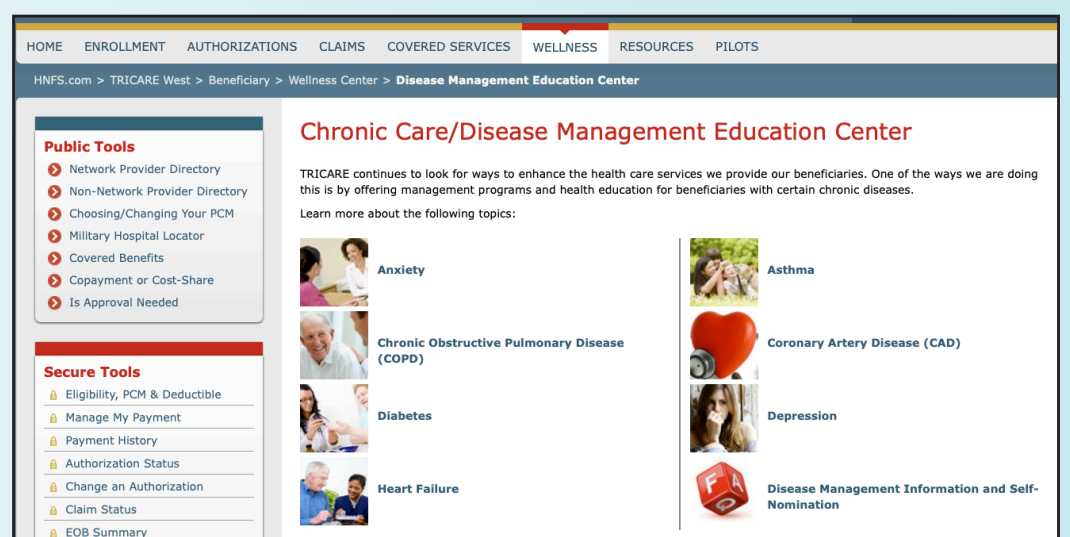 HOME ENROLLMENT AUTHORIZATIONS CLAIMS COVERED SERVICES WELLNESS RESOURCES PILOTS
HNFS.com > TRICARE West > Beneficiary > Wellness Center > Disease Management Education Center
Public Tools
Network Provider Directory
Non-Network Provider Directory
Choosing/Changing Your PCM
Military Hospital Locator
Covered Benefits
Copayment or Cost-Share
Is Approval Needed
Secure Tools
Eligibility, PCM & Deductible
Manage My Payment
Payment History
Authorization Status
Change an Authorization
Claim Status
EOB Summary
Chronic Care/Disease Management Education Center
TRICARE continues to look for ways to enhance the health care services we provide our beneficiaries. One of the ways we are doing
this is by offering management programs and health education for beneficiaries with certain chronic diseases.
Learn more about the following topics:
Anxiety
Asthma
Chronic Obstructive Pulmonary Disease
(COPD)
Coronary Artery Disease (CAD)
Diabetes
Depression
Heart Failure
F A Q
Disease Management Information and Self-
Nomination